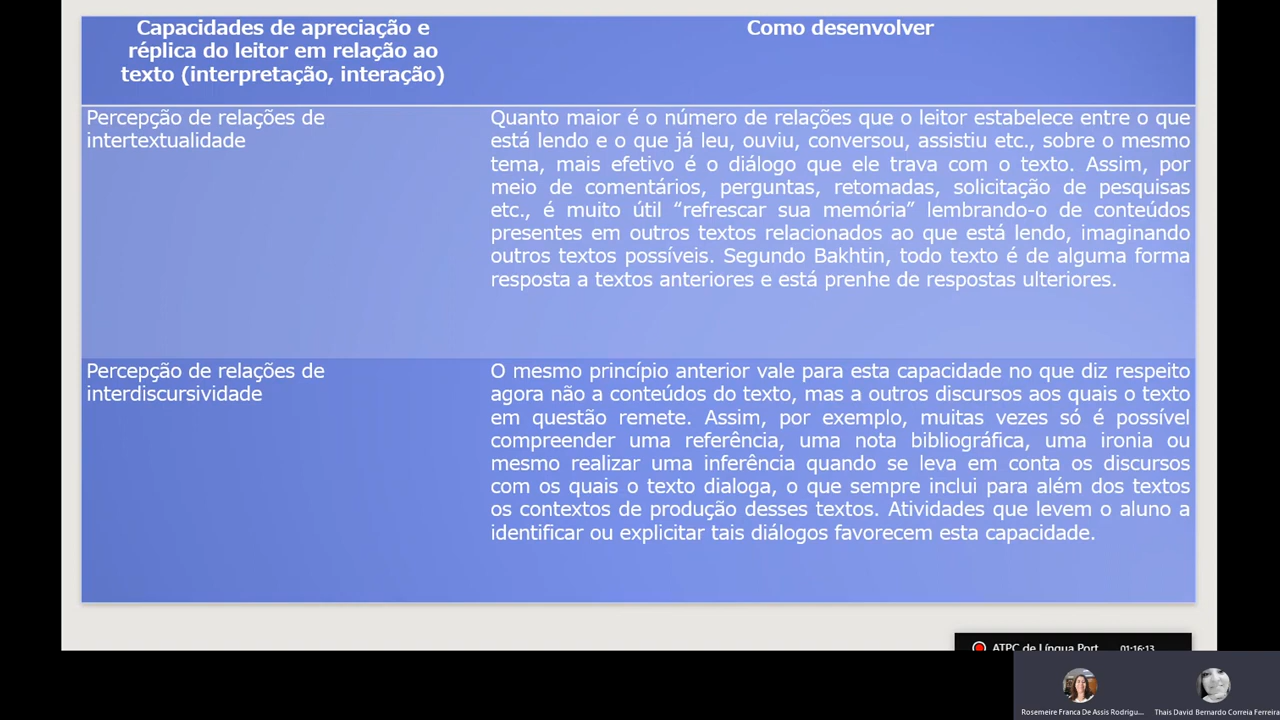 Capacidades de apreciação e
réplica do leitor em relação ao
texto (interpretação, interação)
Como desenvolver
Percepção de relações de
intertextualidade
Quanto maior é o número de relações que o leitor estabelece entre o que
está lendo e o que já leu, ouviu, conversou, assistiu etc., sobre o mesmo
tema, mais efetivo é o diálogo que ele trava com o texto. Assim, por
meio de comentários, perguntas, retomadas, solicitação de pesquisas
etc., é muito útil “refrescar sua memória” lembrando-o de conteúdos
presentes em outros textos relacionados ao que está lendo, imaginando
outros textos possíveis. Segundo Bakhtin, todo texto é de alguma forma
resposta a textos anteriores e está prenhe de respostas ulteriores.
Percepção de relações de
interdiscursividade
O mesmo princípio anterior vale para esta capacidade no que diz respeito
agora não a conteúdos do texto, mas a outros discursos aos quais o texto
em questão remete. Assim, por exemplo, muitas vezes só é possível
compreender uma referência, uma nota bibliográfica, uma ironia ou
mesmo realizar uma inferência quando se leva em conta os discursos
com os quais o texto dialoga, o que sempre inclui para além dos textos
os contextos de produção desses textos. Atividades que levem o aluno a
identificar ou explicitar tais diálogos favorecem esta capacidade.
ATPC de Língua Port 01:16:13
Rosemeire Franca De Assis Rodrigu...
Thais David Bernardo Correia Ferreira